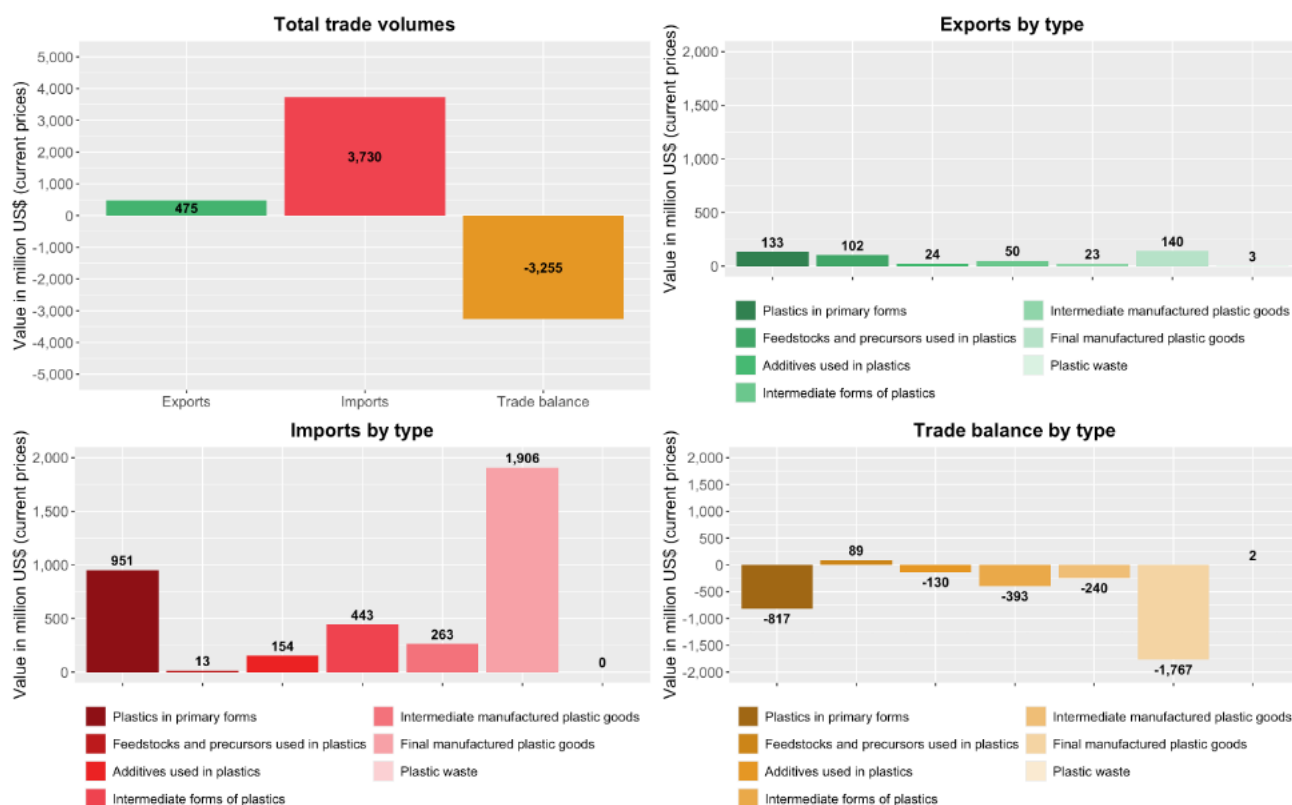 Total trade volumes
Value in million US$ (current prices)
5,000
4,000
3,000
2,000
1,000
0
-1,000
-2,000
-3,000
-4,000
-5,000
475
3,730
-3,255
Exports
Imports
Trade balance
Exports by type
Value in million US$ (current prices)
2,000
1,500
1,000
500
0
133
102
24
50
23
140
3
Plastics in primary forms
Feedstocks and precursors used in plastics
Additives used in plastics
Intermediate forms of plastics
Intermediate manufactured plastic goods
Final manufactured plastic goods
Plastic waste
Imports by type
Value in million US$ (current prices)
2,000
1,000
500
0
951
13
154
443
263
1,906
0
Plastics in primary forms
Feedstocks and precursors used in plastics
Additives used in plastics
Intermediate forms of plastics
Intermediate manufactured plastic goods
Final manufactured plastic goods
Plastic waste
Trade balance by type
Value in million US$ (current prices)
2,000
1,500
1,000
500
0
-500
-1,000
-1,500
-2,000
-817
89
-130
-393
-240
-1,767
2
Plastics in primary forms
Feedstocks and precursors used in plastics
Additives used in plastics
Intermediate forms of plastics
Intermediate manufactured plastic goods
Final manufactured plastic goods
Plastic waste